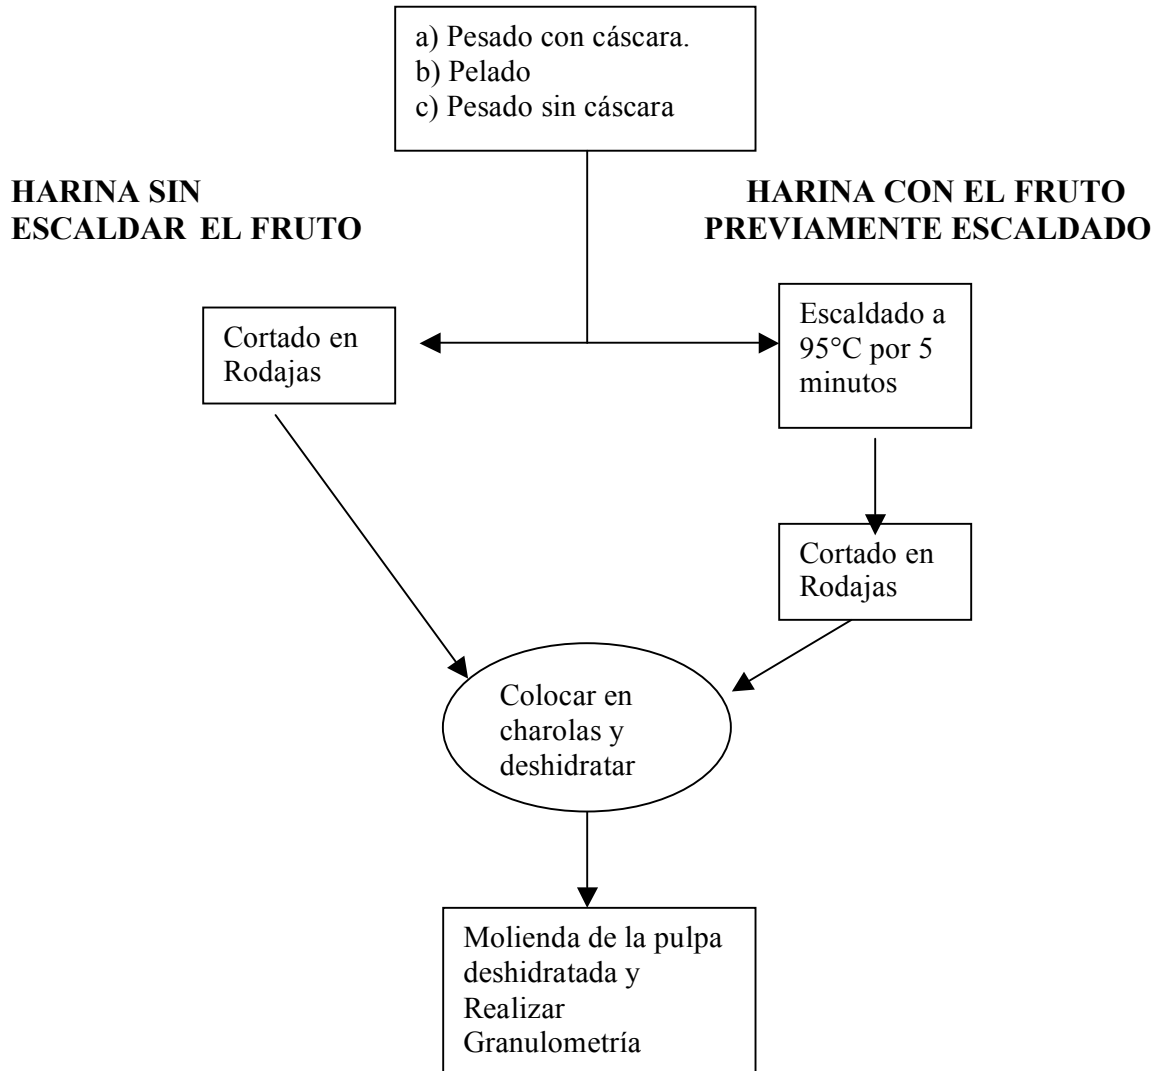 a) Pesado con cáscara.
b) Pelado
c) Pesado sin cáscara
HARINA SIN
ESCALDAR EL FRUTO
HARINA CON EL FRUTO
PREVIAMENTE ESCALDADO
Cortado en
Rodajas
Escaldado a
95°C por 5
minutos
Cortado en
Rodajas
Colocar en
charolas y
deshidratar
Molienda de la pulpa
deshidratada y
Realizar
Granulometría